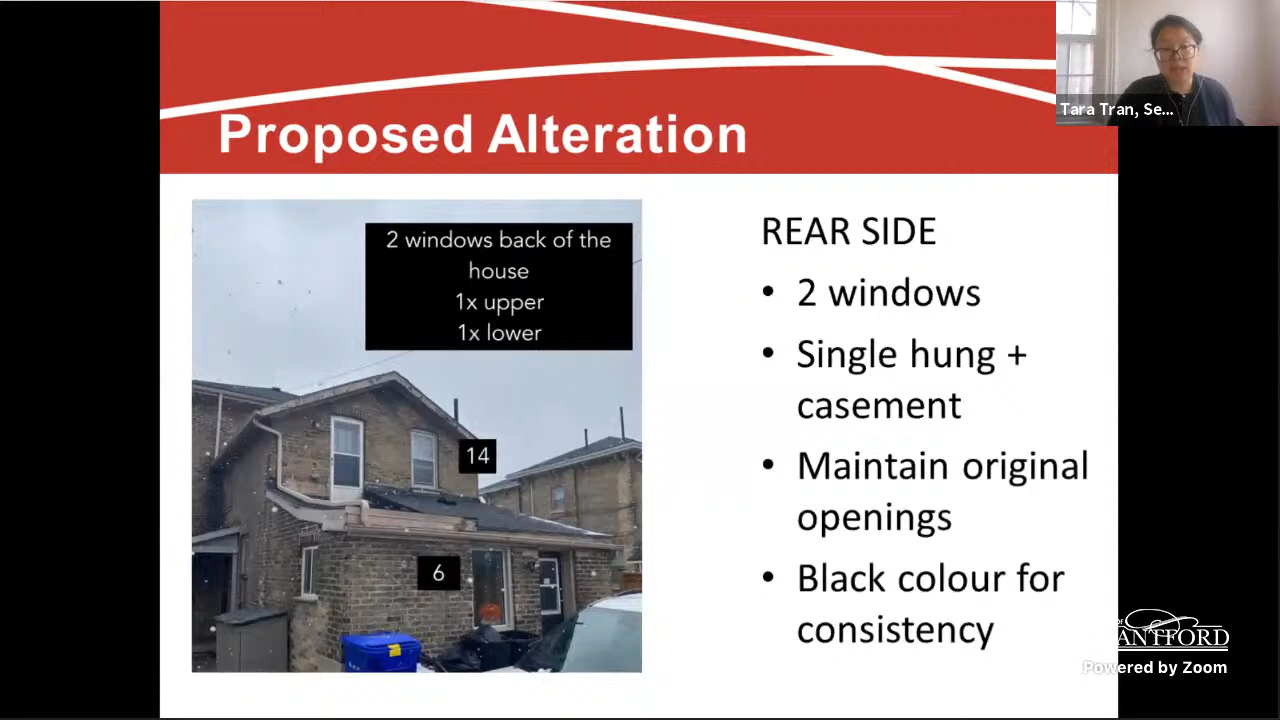 Tara Tran, Se...
Proposed Alteration
2 windows back of the
house
1x upper
1x lower
14
6
REAR SIDE
• 2 windows
• Single hung +
casement
• Maintain original
openings
• Black colour for
consistency
ANTFORD
Powered by Zoom